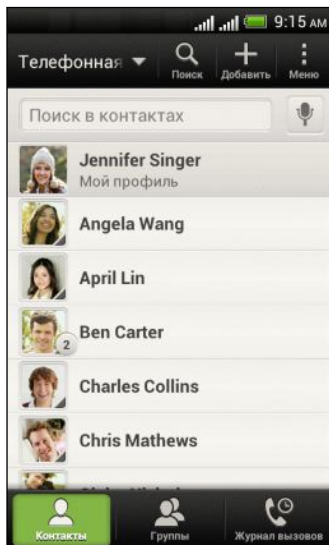 9:15 AM
Телефонная
Поиск
Добавить
Меню
Поиск в контактах
Jennifer Singer
Мой профиль
Angela Wang
April Lin
Ben Carter
2
Charles Collins
Chris Mathews
Контакты
Группы
Журнал вызовов